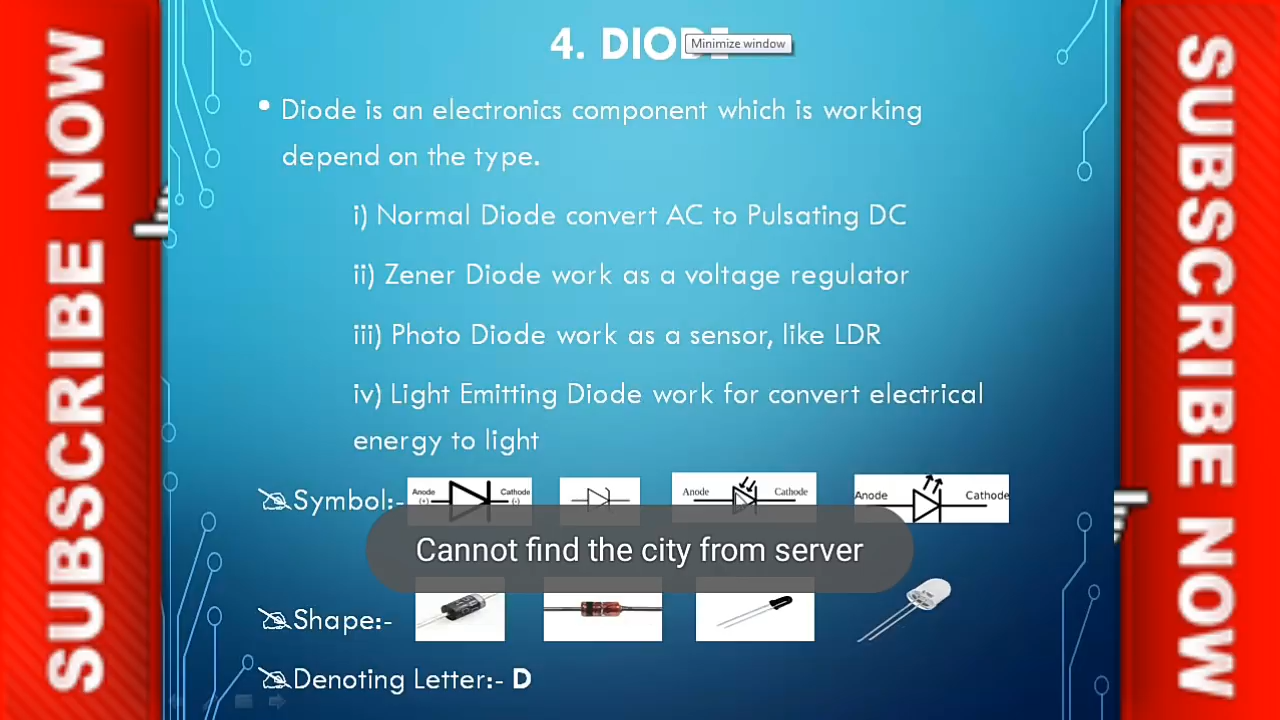 SUBSCRIBE NOW
4. DIODE
Minimize window
• Diode is an electronics component which is working
depend on the type.
i) Normal Diode convert AC to Pulsating DC
ii) Zener Diode work as a voltage regulator
iii) Photo Diode work as a sensor, like LDR
iv) Light Emitting Diode work for convert electrical
energy to light
Symbol:-
Anode (+) Cathode (-)
Anode Cathode
Anode Cathode
Cannot find the city from server
Shape:-
Denoting Letter:- D
SUBSCRIBE NOW